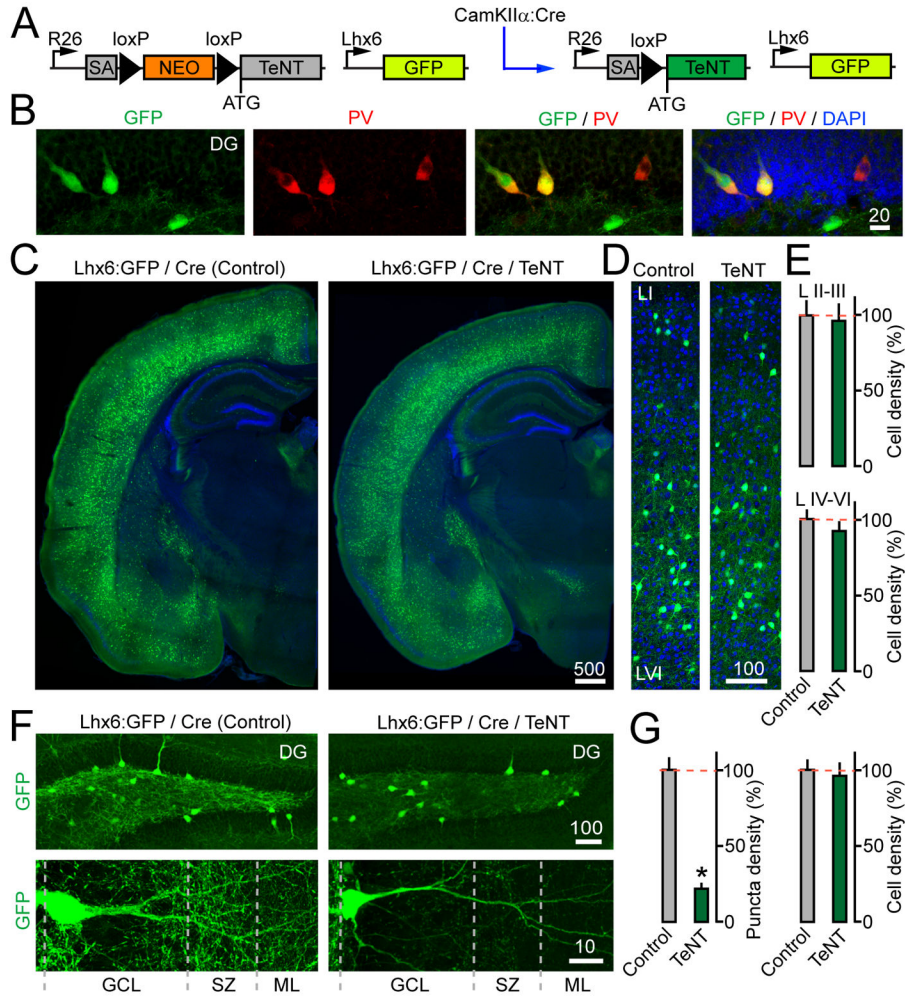 A
R26 loxP loxP Lhx6 CamKIIα:Cre R26 loxP Lhx6
SA NEO TeNT GFP SA TeNT GFP
ATG ATG
B GFP PV GFP / PV GFP / PV / DAPI
DG
20
C Lhx6:GFP / Cre (Control) Lhx6:GFP / Cre / TeNT
500
D Control TeNT
LI
LVI
100
E
L II-III
100
50
0
Cell density (%)
L IV-VI
100
50
0
Cell density (%)
Control TeNT
F Lhx6:GFP / Cre (Control) Lhx6:GFP / Cre / TeNT
GFP
DG DG
100
GFP
10
GCL SZ ML GCL SZ ML
G
100
50
0
Puncta density (%)
*
Control TeNT
100
50
0
Cell density (%)
Control TeNT